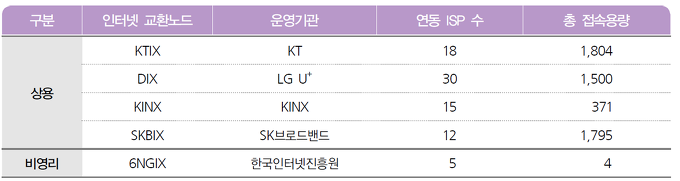 구분 인터넷 교환노드 운영기관 연동 ISP 수 총 접속용량
상용 KTIX KT 18 1,804
DIX LG U+ 30 1,500
KINX KINX 15 371
SKBIX SK브로드밴드 12 1,795
비영리 6NGIX 한국인터넷진흥원 5 4